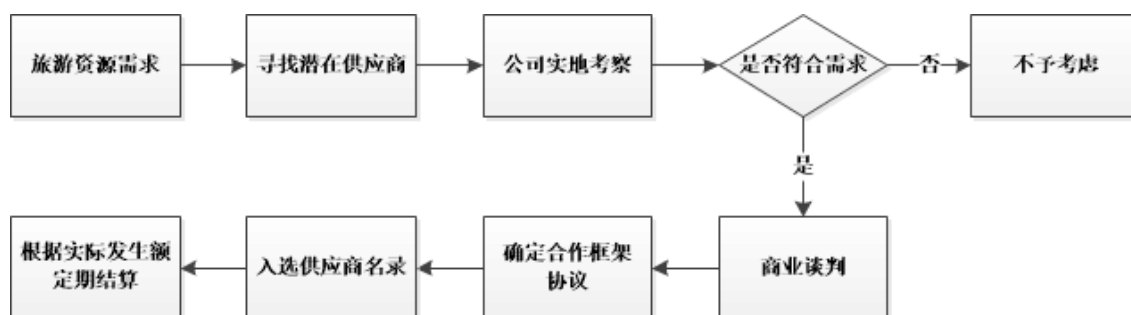 旅游资源需求
寻找潜在供应商
公司实地考察
是否符合需求
否
不予考虑
是
商业谈判
确定合作框架
协议
入选供应商名录
根据实际发生额
定期结算